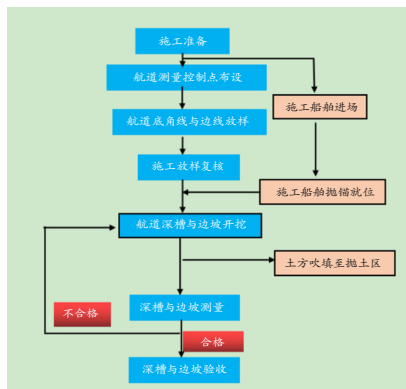 施工准备
航道测量控制点布设
施工船舶进场
航道底角线与边线放样
施工放样复核
施工船舶抛锚就位
航道深槽与边坡开挖
土方吹填至抛土区
深槽与边坡测量
不合格
合格
深槽与边坡验收